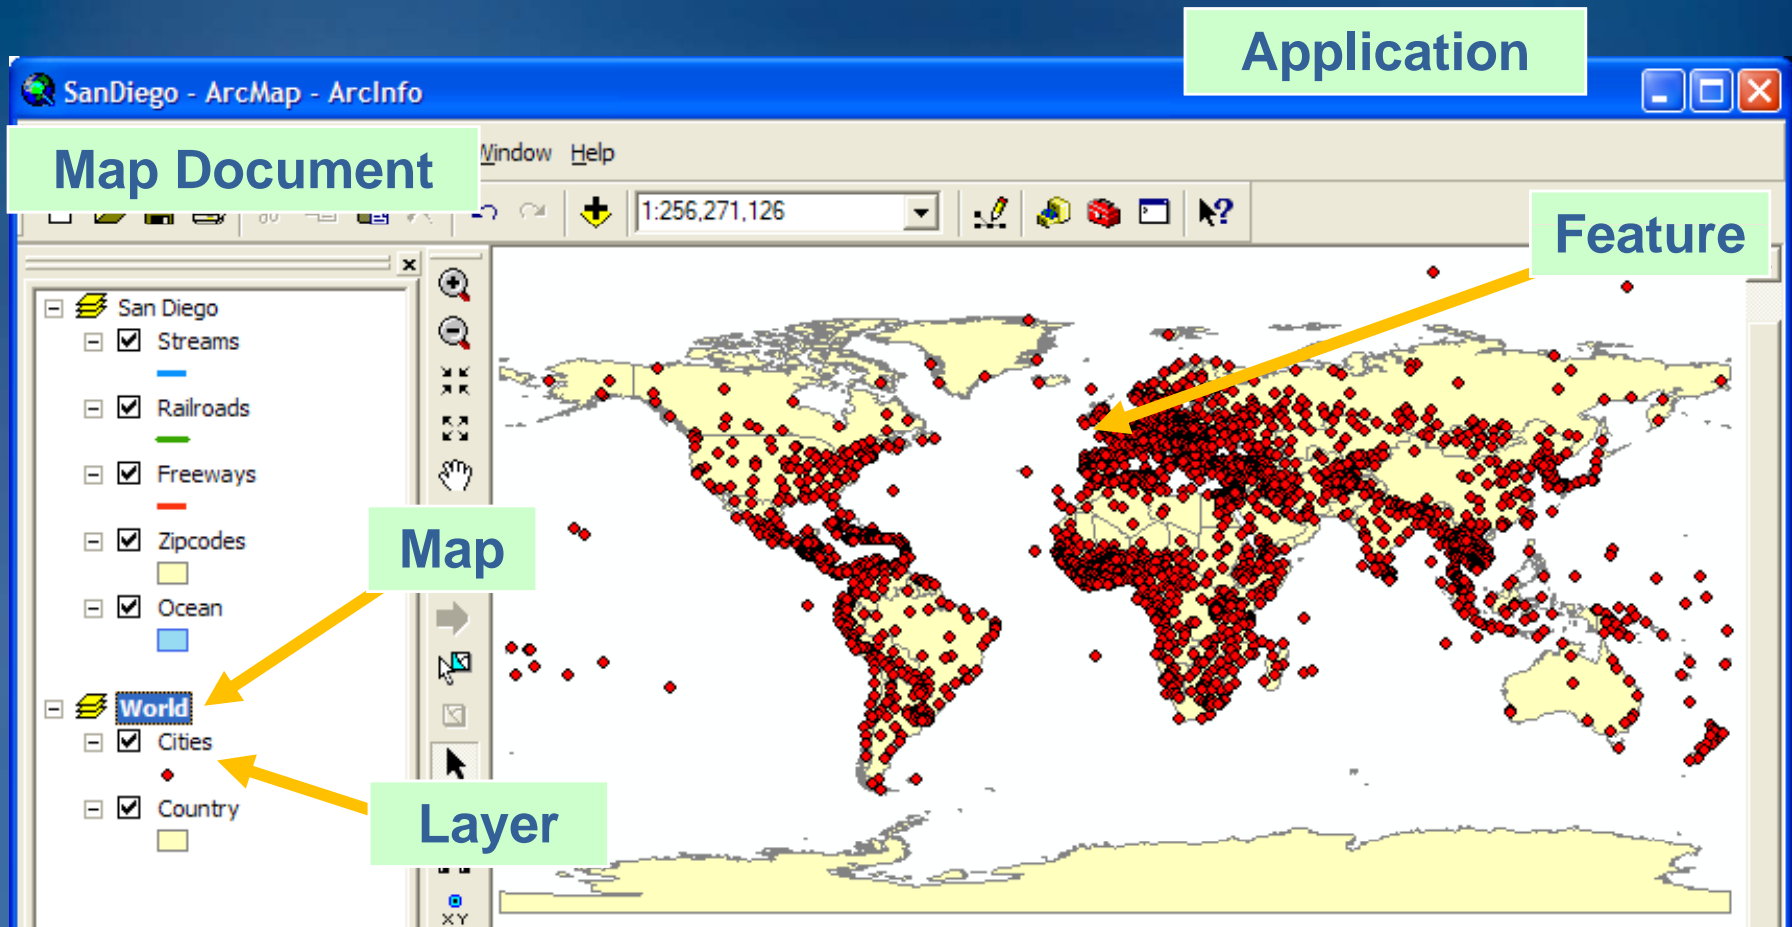 Application
SanDiego - ArcMap - ArcInfo
Map Document
Window Help
1:256,271,126
Feature
San Diego
Streams
Railroads
Freeways
Zipcodes
Map
Ocean
World
Cities
Country
Layer
XY